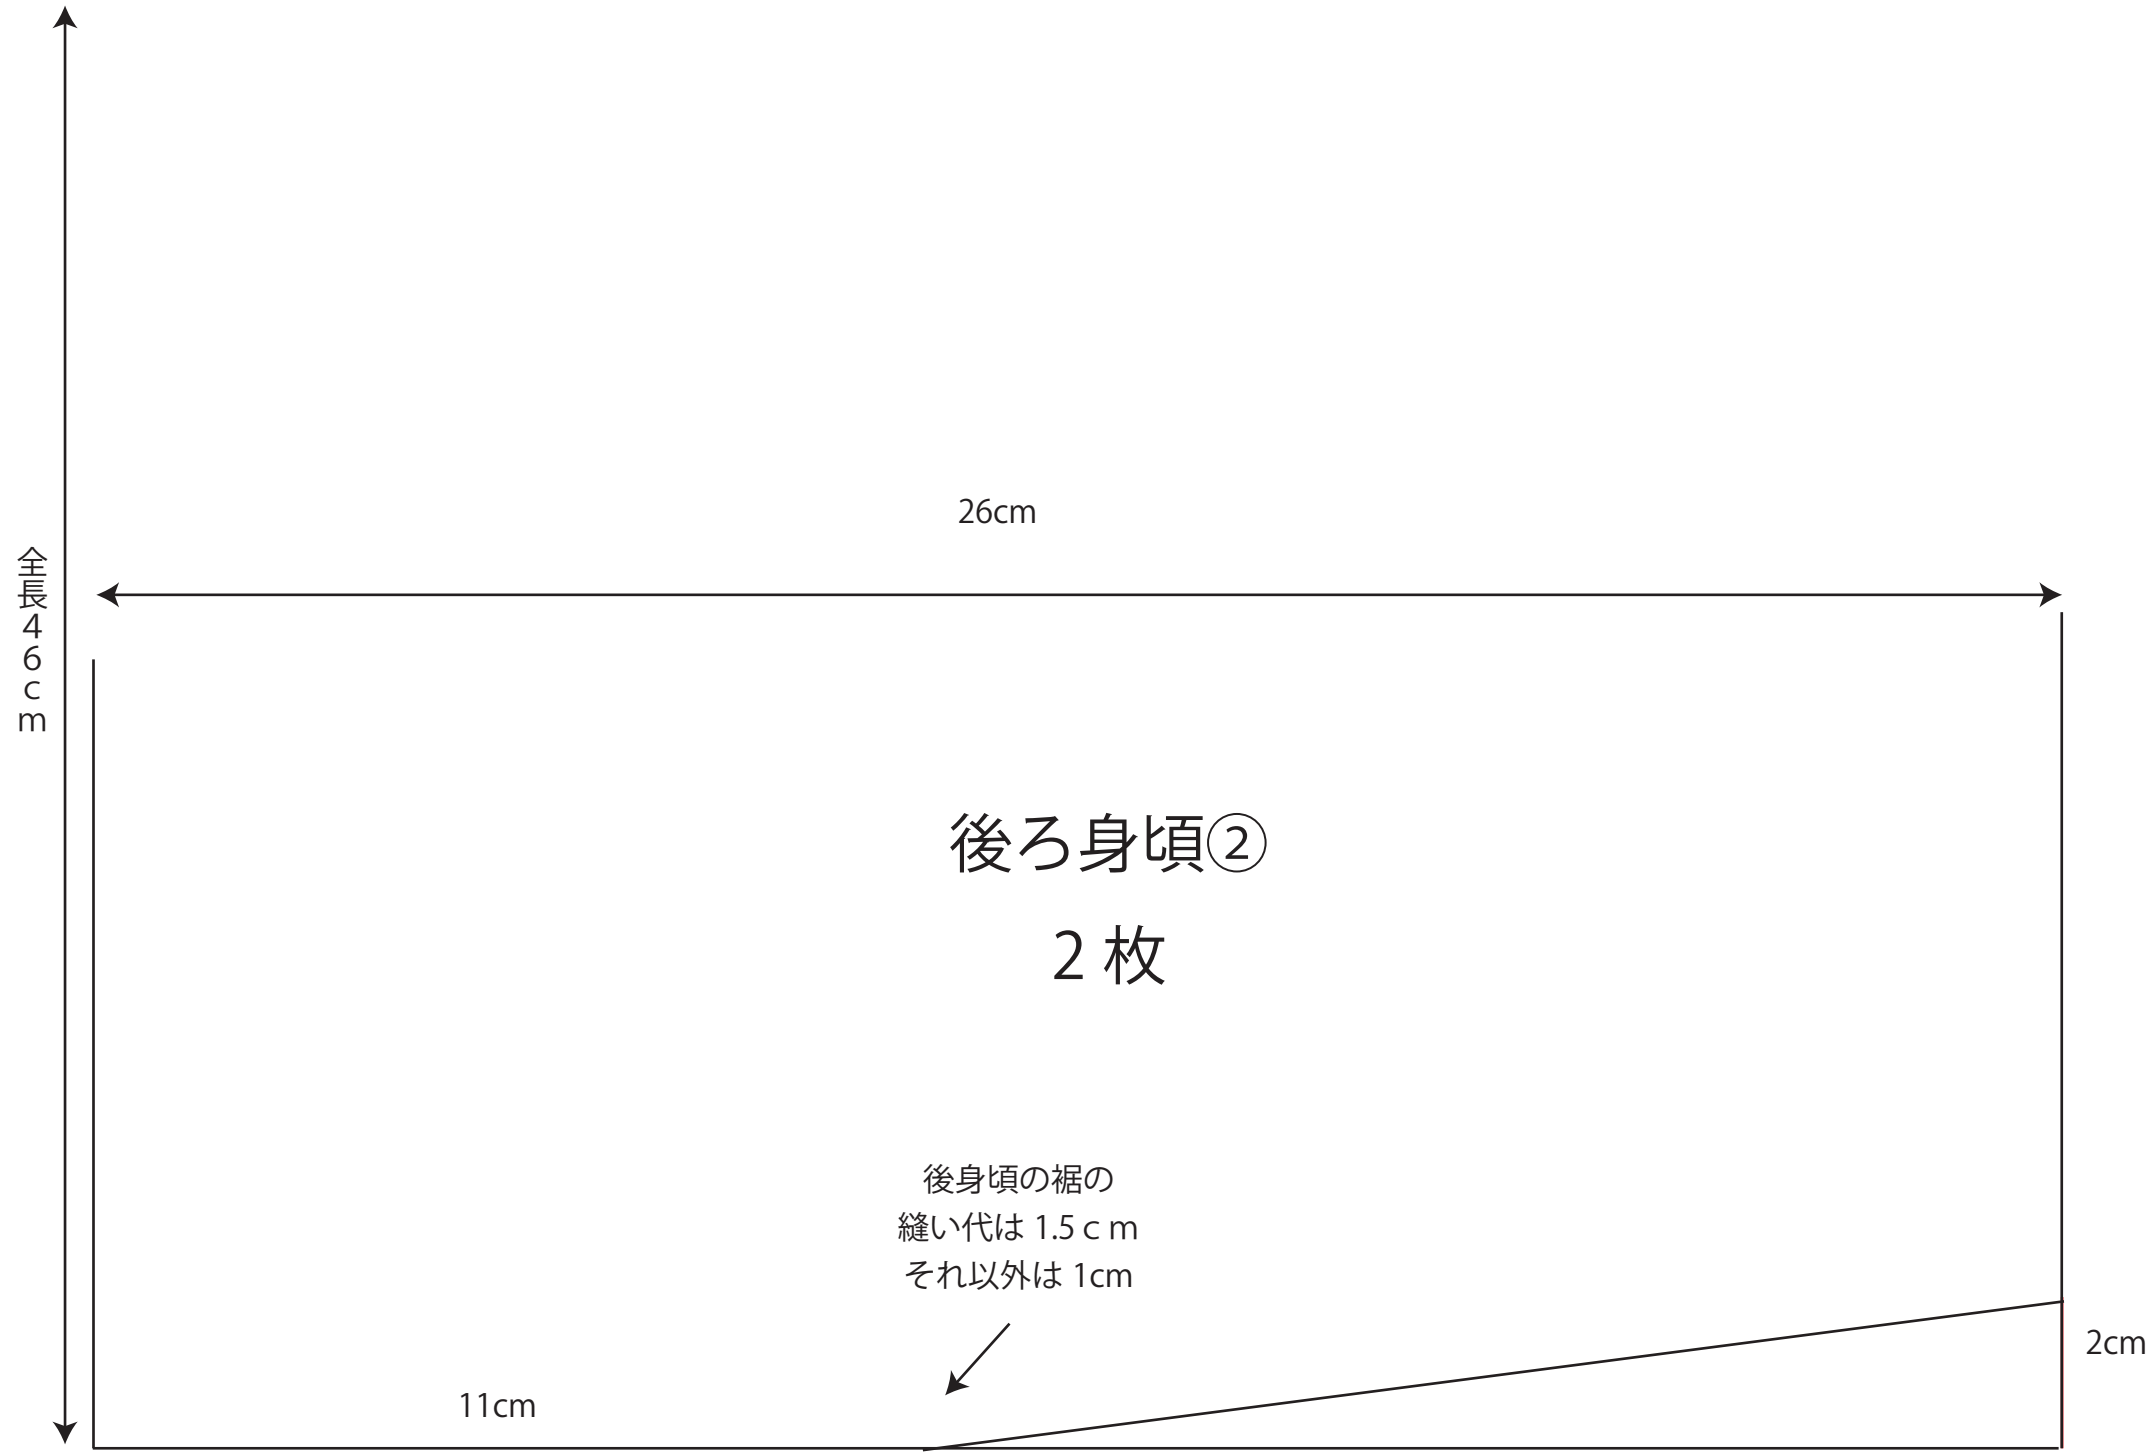 26cm
全長４６ｃｍ
後ろ身頃②
2 枚
後身頃の裾の
縫い代は 1.5ｃｍ
それ以外は 1cm
2cm
11cm